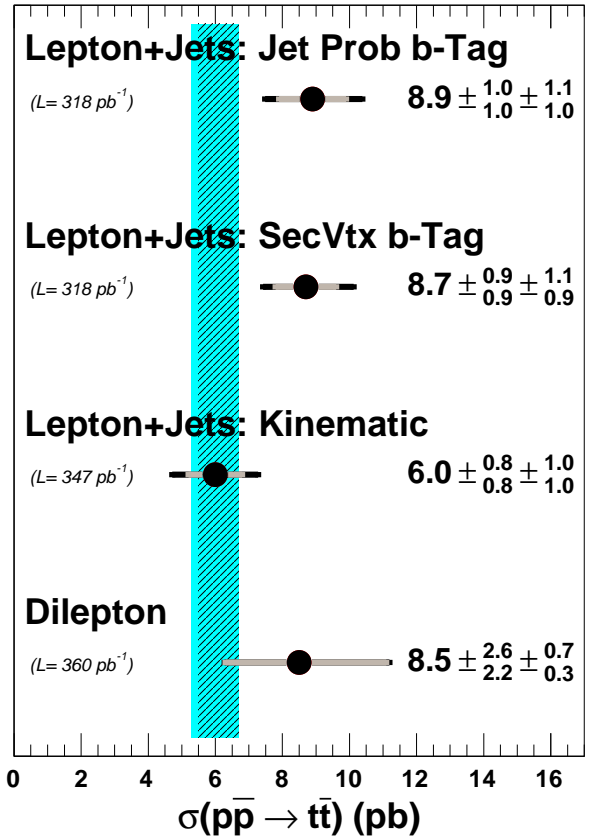 Lepton+Jets: Jet Prob b-Tag
(L= 318 pb⁻¹) 8.9 ± 1.0 ± 1.1
1.0 1.0
Lepton+Jets: SecVtx b-Tag
(L= 318 pb⁻¹) 8.7 ± 0.9 ± 1.1
0.9 0.9
Lepton+Jets: Kinematic
(L= 347 pb⁻¹) 6.0 ± 0.8 ± 1.0
0.8 1.0
Dilepton
(L= 360 pb⁻¹) 8.5 ± 2.6 ± 0.7
2.2 0.3
0 2 4 6 8 10 12 14 16
σ(pp̅ → tt̅) (pb)